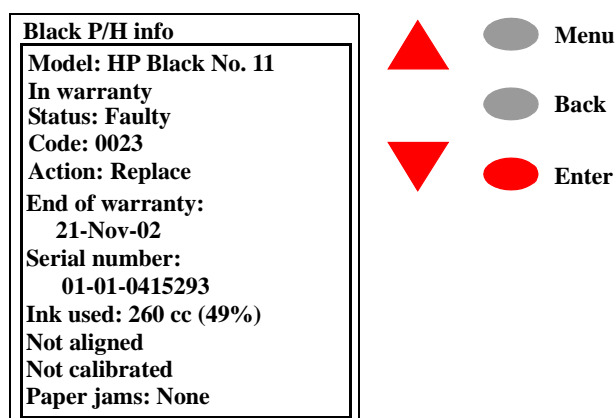 Black P/H info
Model: HP Black No. 11
In warranty
Status: Faulty
Code: 0023
Action: Replace
End of warranty:
21-Nov-02
Serial number:
01-01-0415293
Ink used: 260 cc (49%)
Not aligned
Not calibrated
Paper jams: None
Menu
Back
Enter